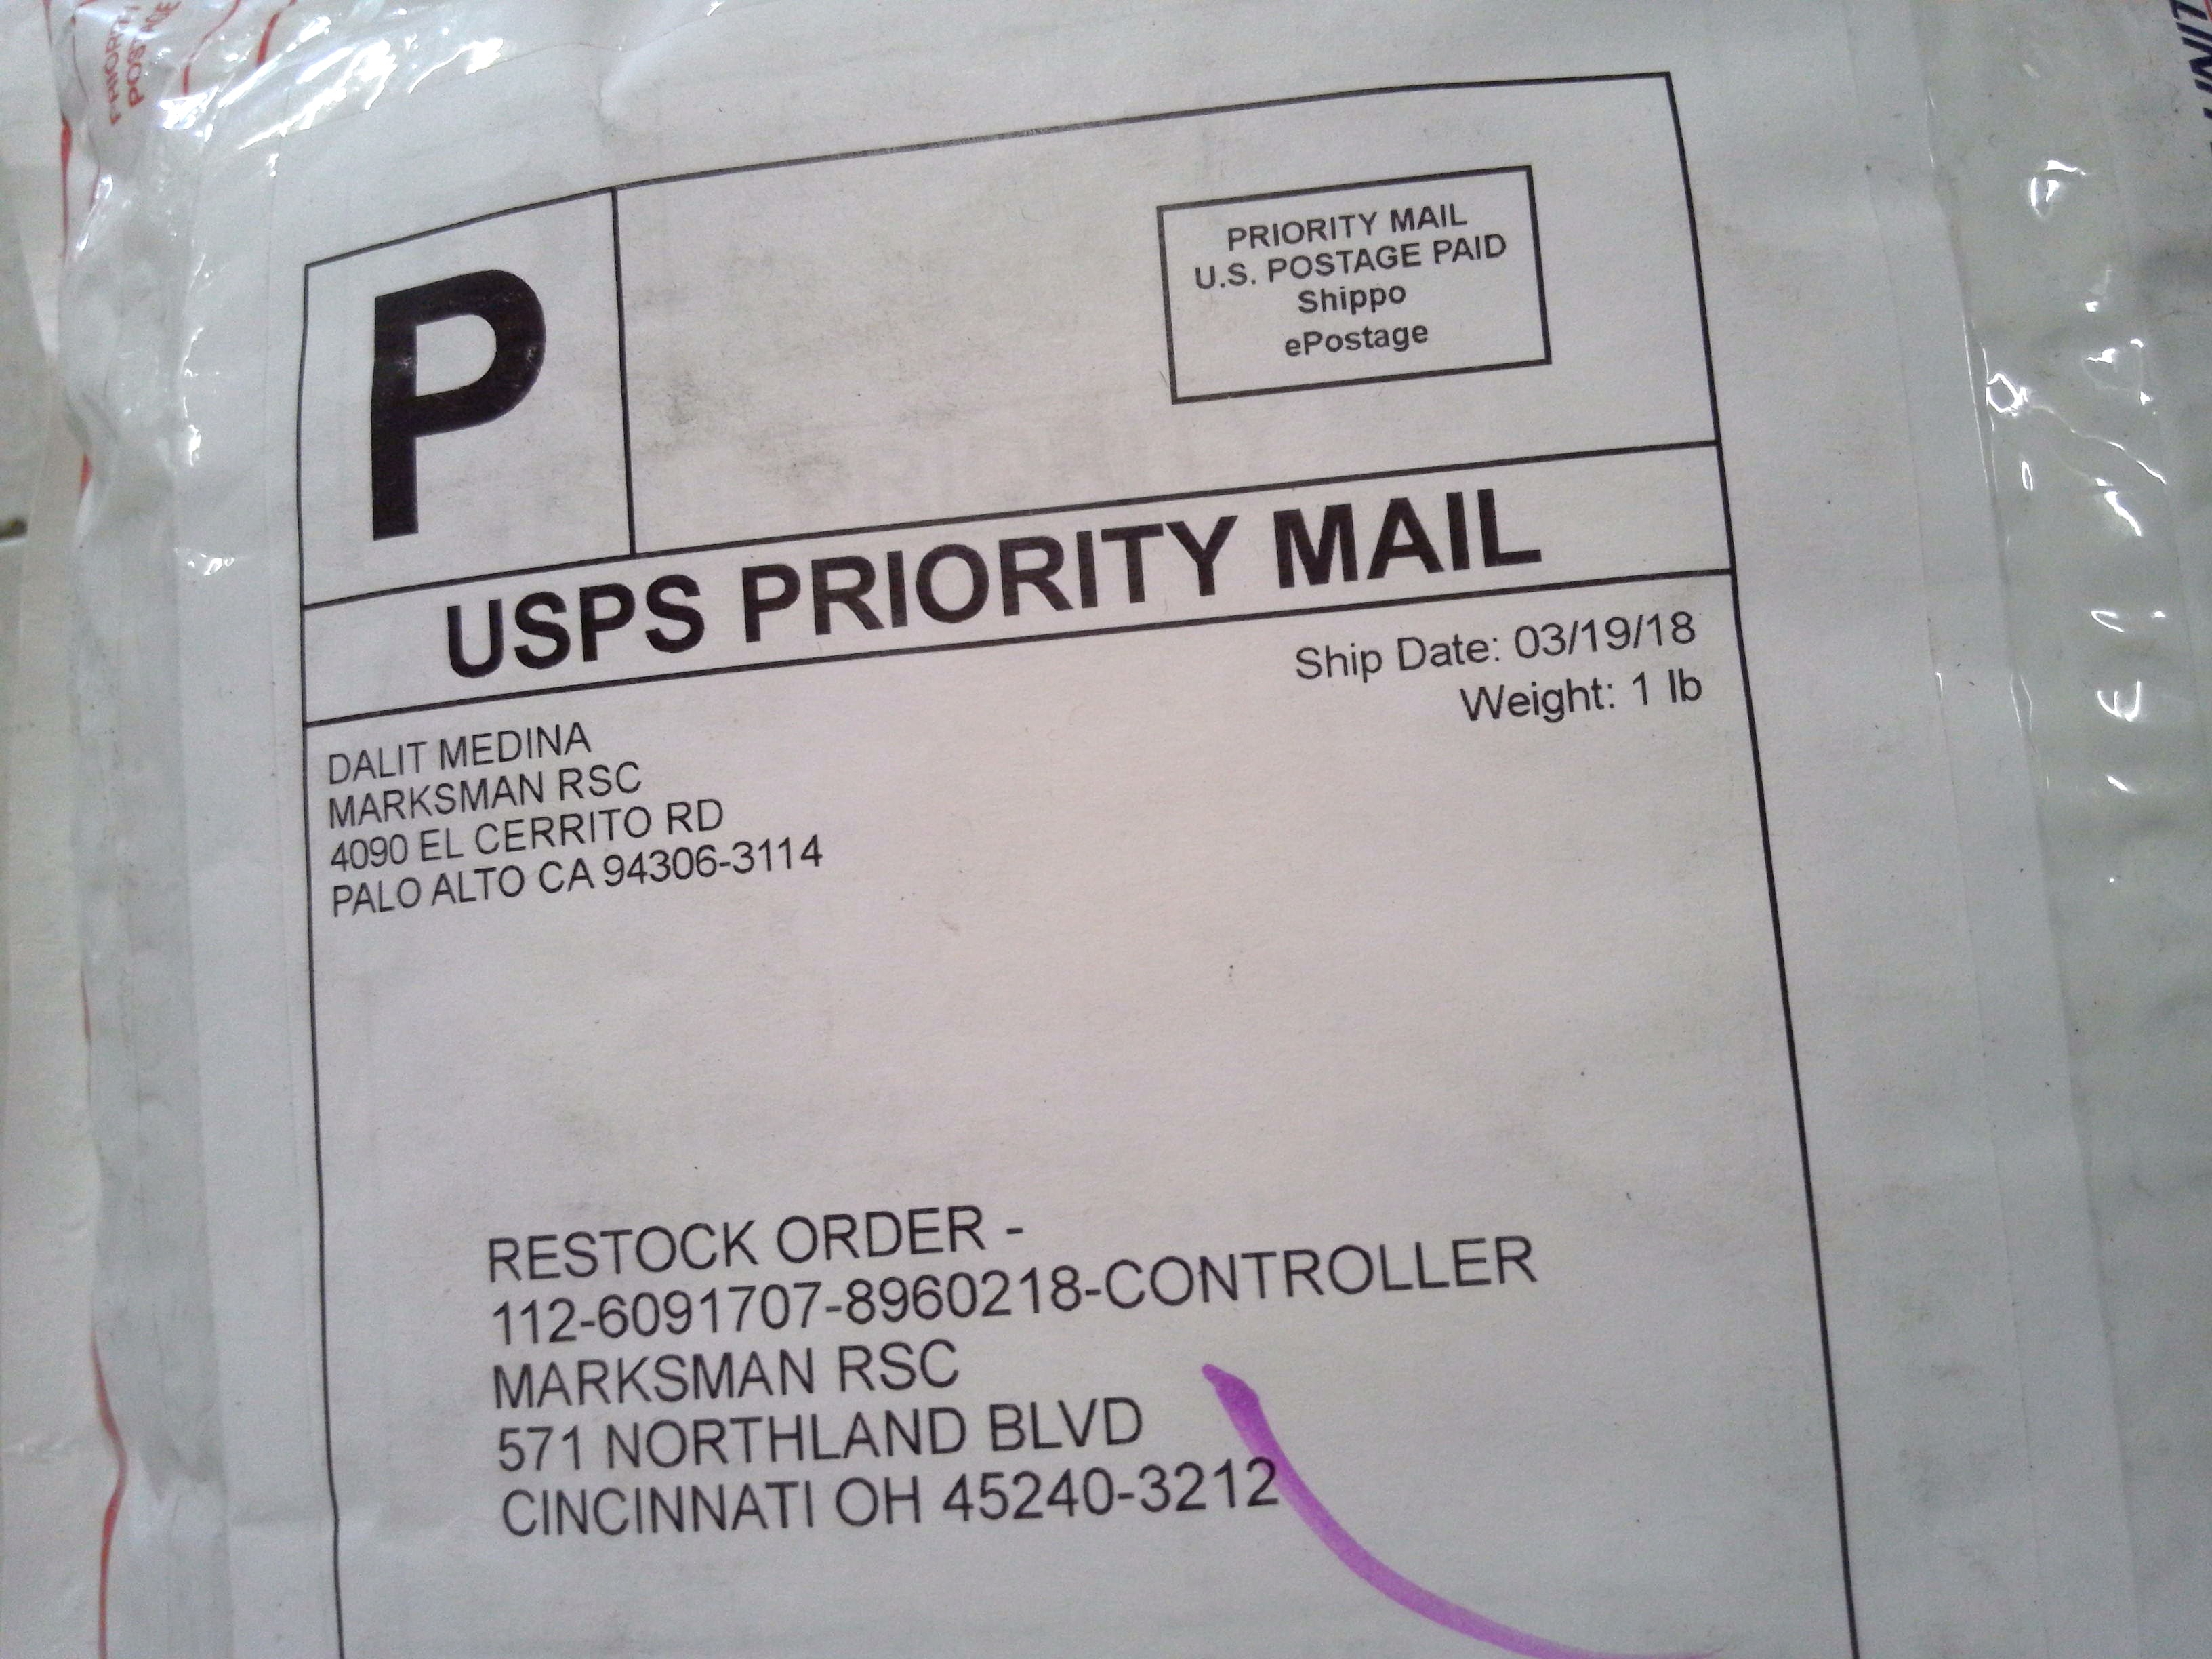 P
PRIORITY MAIL
U.S. POSTAGE PAID
Shippo
ePostage
USPS PRIORITY MAIL
Ship Date: 03/19/18
Weight: 1 lb
DALIT MEDINA
MARKSMAN RSC
4090 EL CERRITO RD
PALO ALTO CA 94306-3114
RESTOCK ORDER -
112-6091707-8960218-CONTROLLER
MARKSMAN RSC
571 NORTHLAND BLVD
CINCINNATI OH 45240-3212